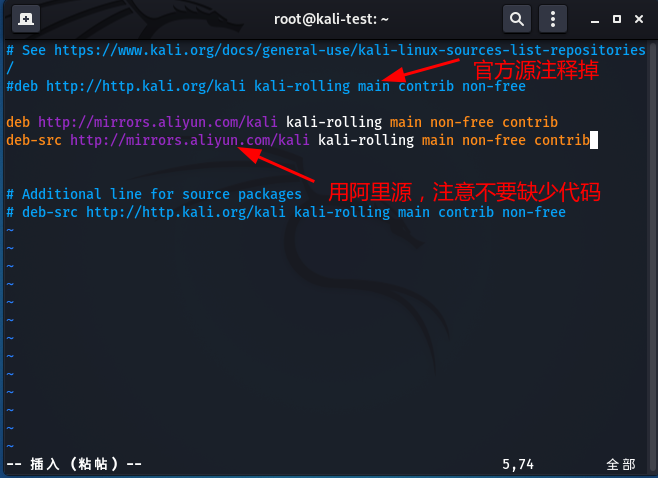 root@kali-test: ~
# See https://www.kali.org/docs/general-use/kali-linux-sources-list-repositories
/
官方源注释掉
#deb http://http.kali.org/kali kali-rolling main contrib non-free
deb http://mirrors.aliyun.com/kali kali-rolling main non-free contrib
deb-src http://mirrors.aliyun.com/kali kali-rolling main non-free contrib
用阿里源，注意不要缺少代码
# Additional line for source packages
# deb-src http://http.kali.org/kali kali-rolling main contrib non-free
~
~
~
~
~
~
~
~
~
~
~
~
~
-- 插入 (粘帖) -- 5,74 全部